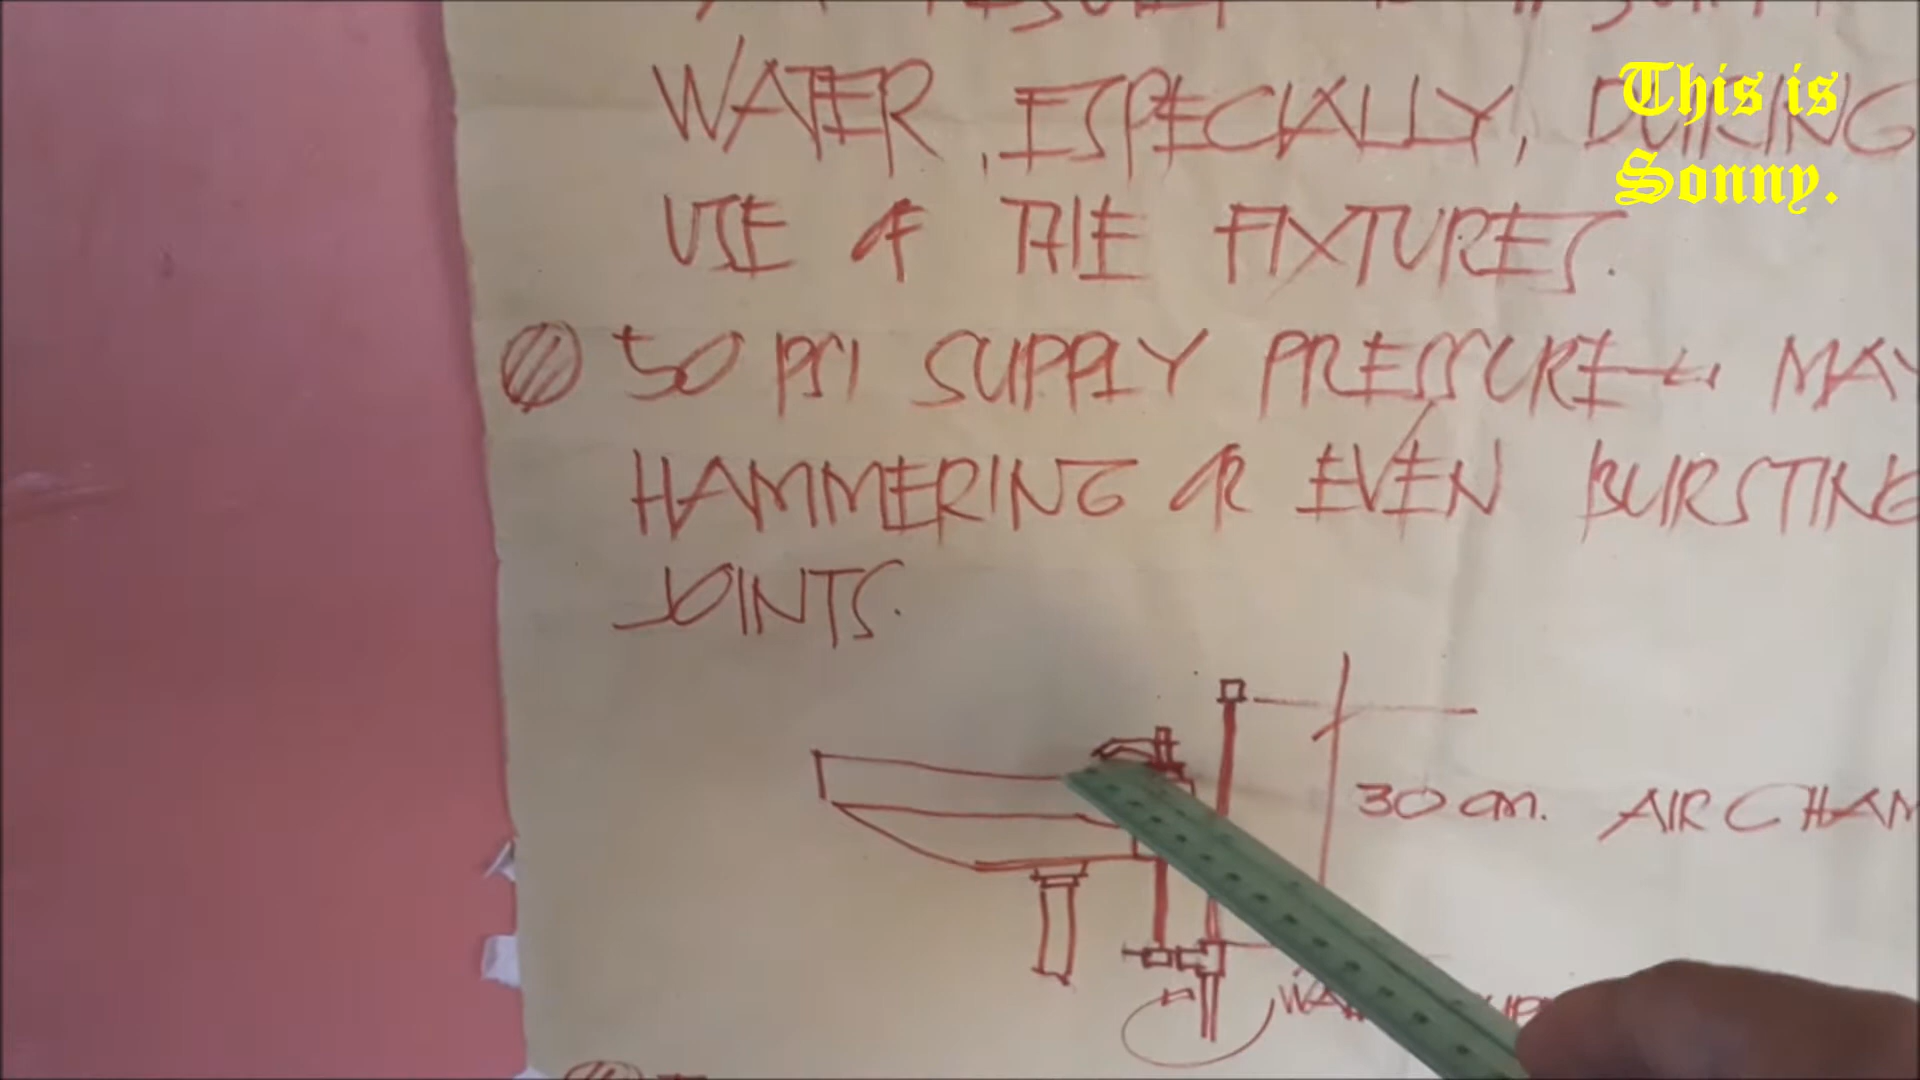 WATER, ESPECIALLY, DURING
USE OF THE FIXTURES.
50 PSI SUPPLY PRESSURE MAY
HAMMERING OR EVEN BURSTING
JOINTS.
30 cm. AIR CHAM
This is
Sonny.